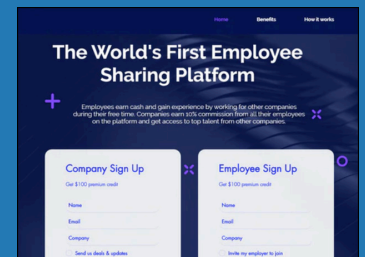 Home Benefits How it works
The World's First Employee
Sharing Platform
Employees earn cash and gain experience by working for other companies
during their free time. Companies earn 10% commission from all their employees
on the platform and get access to top talent from other companies.
Company Sign Up
Get $100 premium credit
Name
Email
Company
Send us deals & updates
Employee Sign Up
Get $100 premium credit
Name
Email
Company
Invite my employer to join